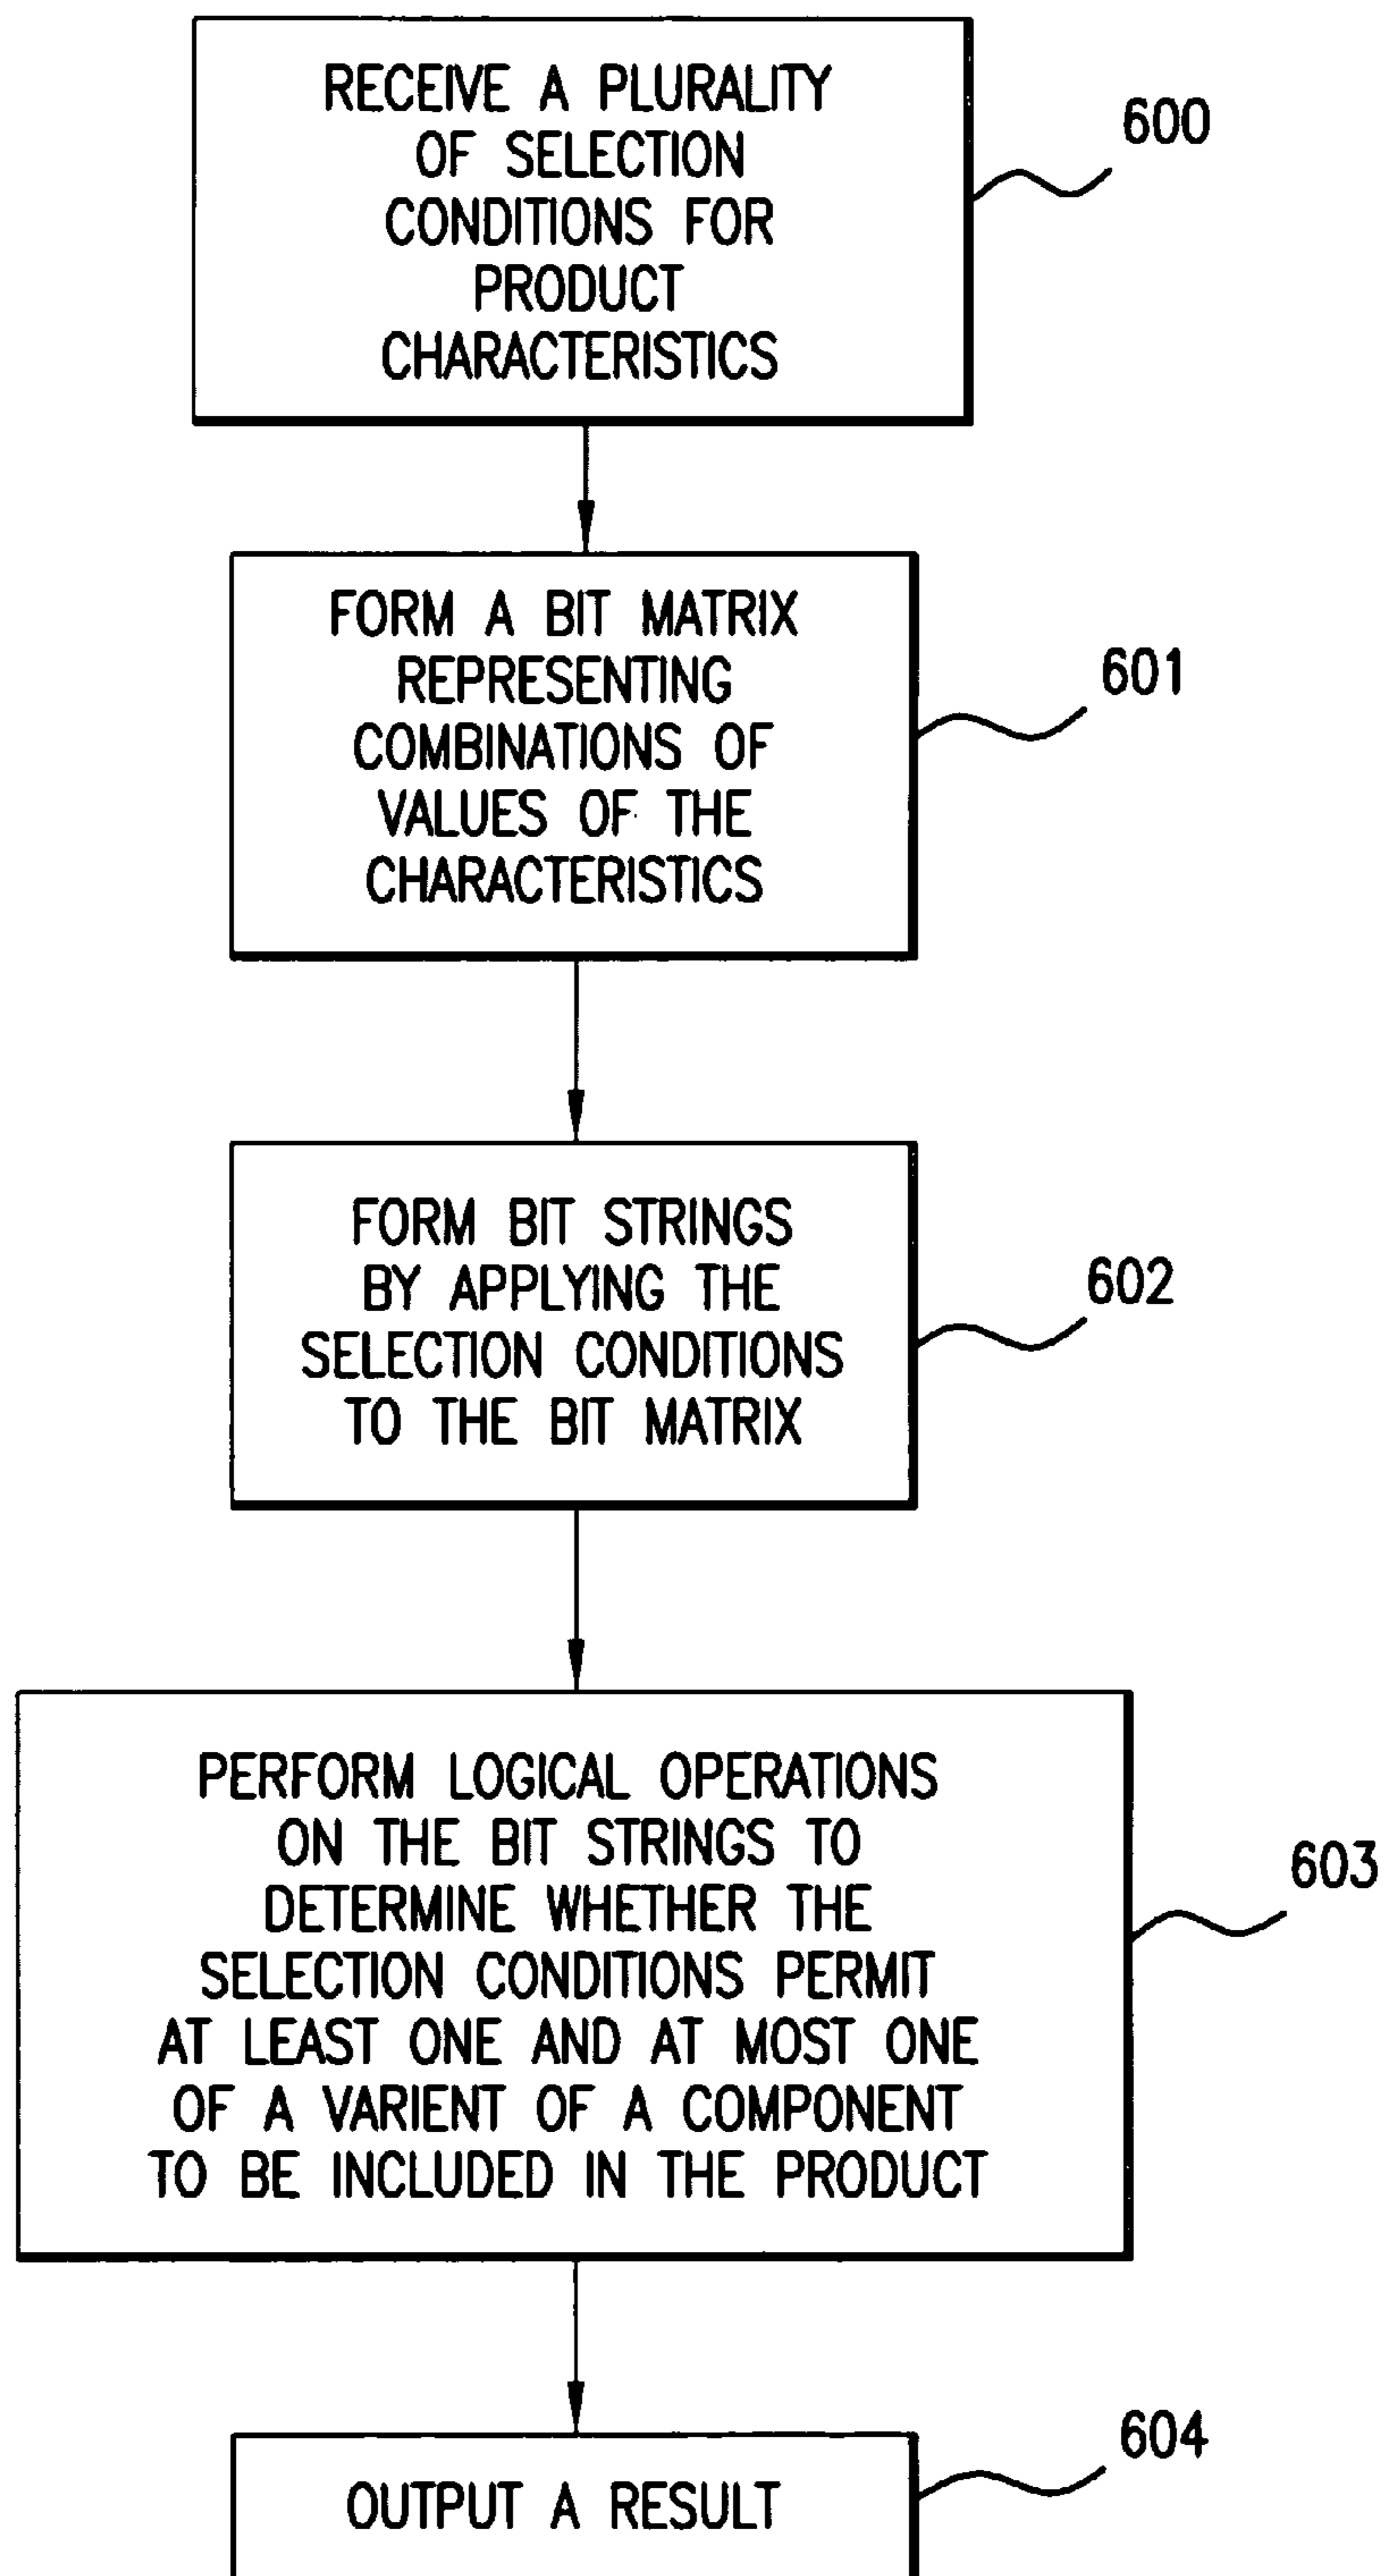 RECEIVE A PLURALITY
OF SELECTION
CONDITIONS FOR
PRODUCT
CHARACTERISTICS
600
FORM A BIT MATRIX
REPRESENTING
COMBINATIONS OF
VALUES OF THE
CHARACTERISTICS
601
FORM BIT STRINGS
BY APPLYING THE
SELECTION CONDITIONS
TO THE BIT MATRIX
602
PERFORM LOGICAL OPERATIONS
ON THE BIT STRINGS TO
DETERMINE WHETHER THE
SELECTION CONDITIONS PERMIT
AT LEAST ONE AND AT MOST ONE
OF A VARIENT OF A COMPONENT
TO BE INCLUDED IN THE PRODUCT
603
OUTPUT A RESULT
604